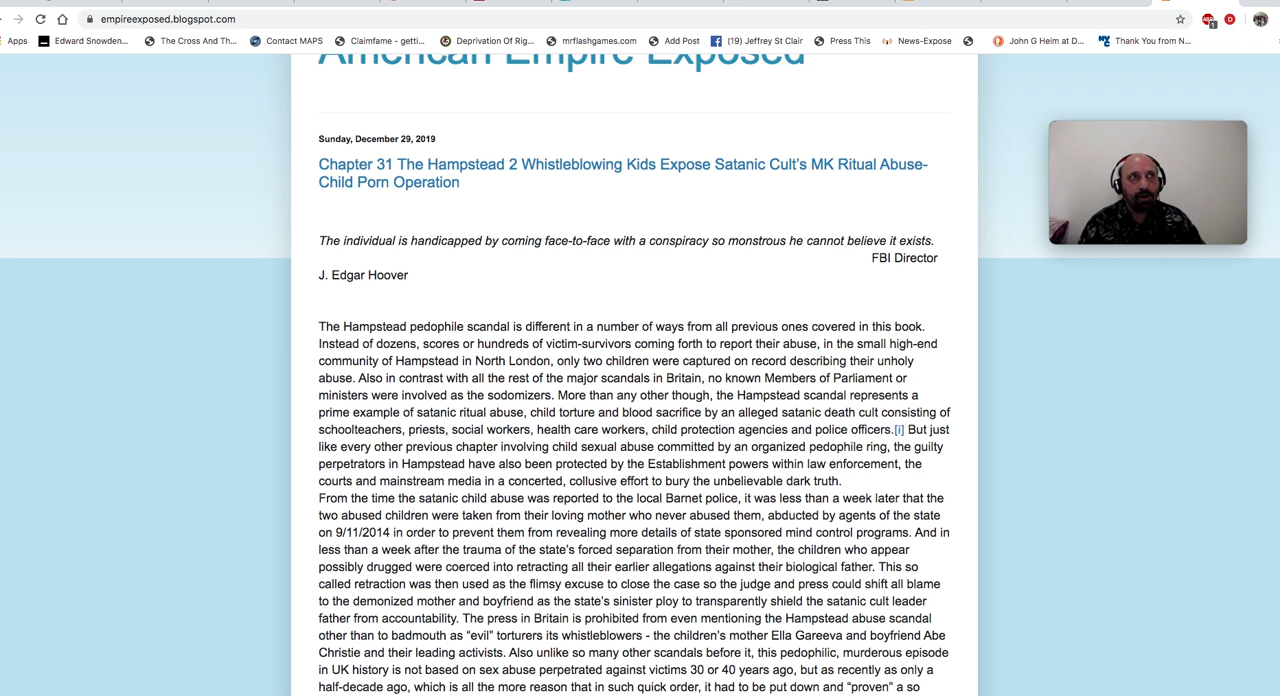 empireexposed.blogspot.com
Apps Edward Snowden... The Cross And Th... Contact MAPS Claimfame - getti... Deprivation Of Rig... mrflashgames.com Add Post (19) Jeffrey St Clair Press This News-Expose John G Heim at D... Thank You from N...
American Empire Exposed
Sunday, December 29, 2019
Chapter 31 The Hampstead 2 Whistleblowing Kids Expose Satanic Cult's MK Ritual Abuse-
Child Porn Operation
The individual is handicapped by coming face-to-face with a conspiracy so monstrous he cannot believe it exists.
FBI Director
J. Edgar Hoover
The Hampstead pedophile scandal is different in a number of ways from all previous ones covered in this book.
Instead of dozens, scores or hundreds of victim-survivors coming forth to report their abuse, in the small high-end
community of Hampstead in North London, only two children were captured on record describing their unholy
abuse. Also in contrast with all the rest of the major scandals in Britain, no known Members of Parliament or
ministers were involved as the sodomizers. More than any other though, the Hampstead scandal represents a
prime example of satanic ritual abuse, child torture and blood sacrifice by an alleged satanic death cult consisting of
schoolteachers, priests, social workers, health care workers, child protection agencies and police officers.[i] But just
like every other previous chapter involving child sexual abuse committed by an organized pedophile ring, the guilty
perpetrators in Hampstead have also been protected by the Establishment powers within law enforcement, the
courts and mainstream media in a concerted, collusive effort to bury the unbelievable dark truth.
From the time the satanic child abuse was reported to the local Barnet police, it was less than a week later that the
two abused children were taken from their loving mother who never abused them, abducted by agents of the state
on 9/11/2014 in order to prevent them from revealing more details of state sponsored mind control programs. And in
less than a week after the trauma of the state's forced separation from their mother, the children who appear
possibly drugged were coerced into retracting all their earlier allegations against their biological father. This so
called retraction was then used as the flimsy excuse to close the case so the judge and press could shift all blame
to the demonized mother and boyfriend as the state's sinister ploy to transparently shield the satanic cult leader
father from accountability. The press in Britain is prohibited from even mentioning the Hampstead abuse scandal
other than to badmouth as “evil” torturers its whistleblowers - the children's mother Ella Gareeva and boyfriend Abe
Christie and their leading activists. Also unlike so many other scandals before it, this pedophilic, murderous episode
in UK history is not based on sex abuse perpetrated against victims 30 or 40 years ago, but as recently as only a
half-decade ago, which is all the more reason that in such quick order, it had to be put down and “proven” a so